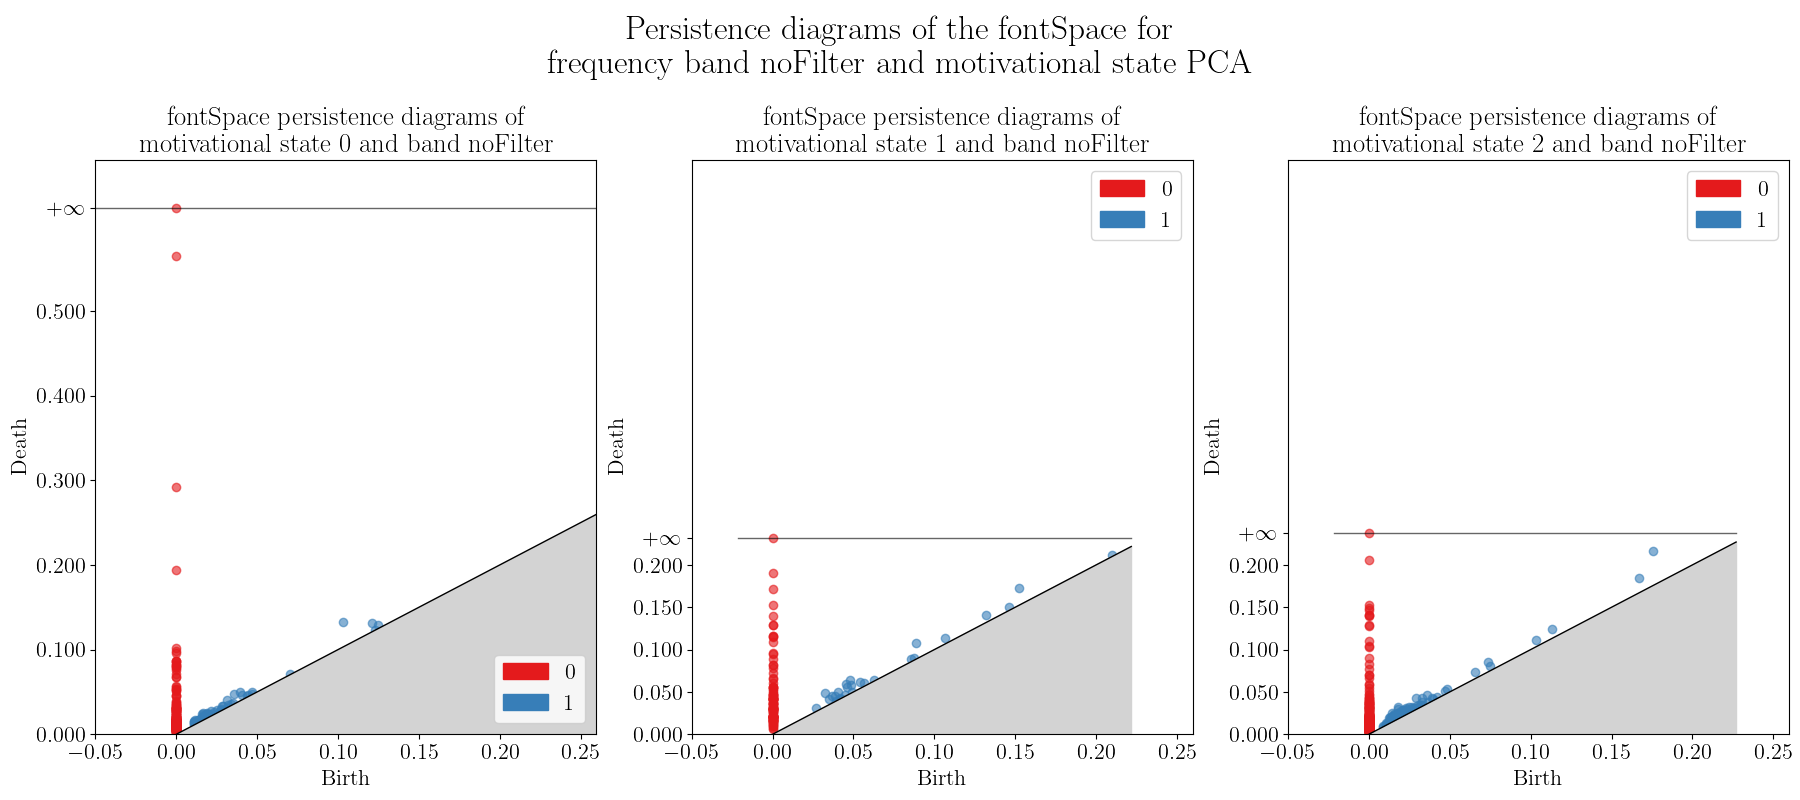 Persistence diagrams of the fontSpace for
frequency band noFilter and motivational state PCA
fontSpace persistence diagrams of
motivational state 0 and band noFilter
+∞
0.500
0.400
0.300
0.200
0.100
0.000
Death
−0.05 0.00 0.05 0.10 0.15 0.20 0.25
Birth
0
1
fontSpace persistence diagrams of
motivational state 1 and band noFilter
0
1
+∞
0.200
0.150
0.100
0.050
0.000
Death
−0.05 0.00 0.05 0.10 0.15 0.20 0.25
Birth
fontSpace persistence diagrams of
motivational state 2 and band noFilter
0
1
+∞
0.200
0.150
0.100
0.050
0.000
Death
−0.05 0.00 0.05 0.10 0.15 0.20 0.25
Birth